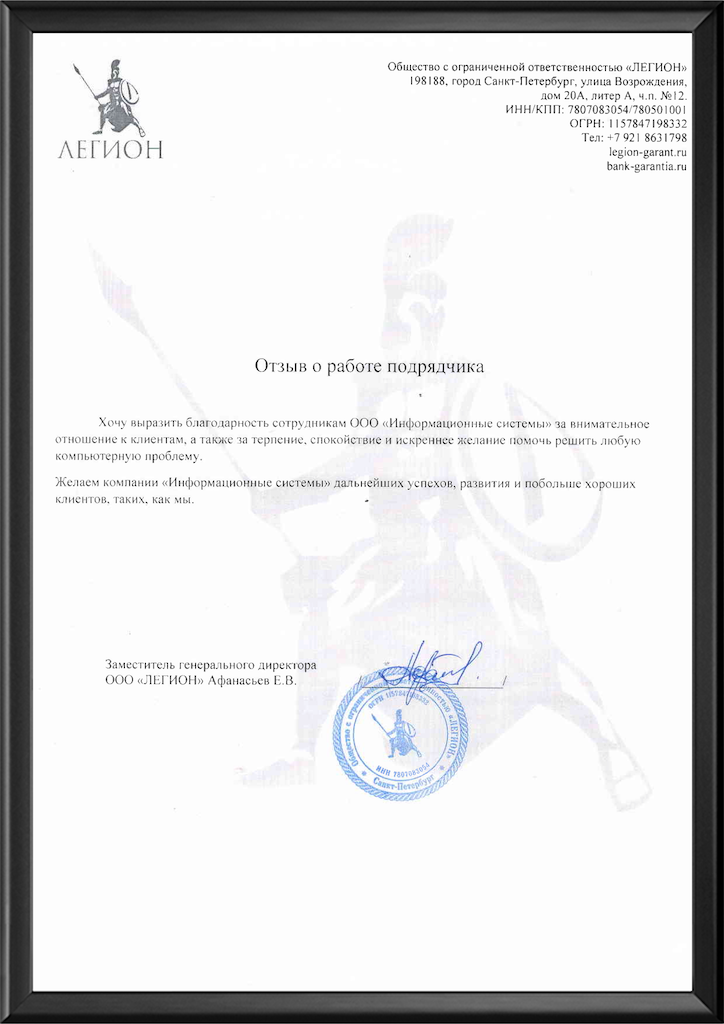 ЛЕГИОН
Общество с ограниченной ответственностью «ЛЕГИОН»
198188, город Санкт-Петербург, улица Возрождения,
дом 20А, литер А, ч.п. №12.
ИНН/КПП: 7807083054/780501001
ОГРН: 1157847198332
Тел: +7 921 8631798
legion-garant.ru
bank-garantia.ru
Отзыв о работе подрядчика
Хочу выразить благодарность сотрудникам ООО «Информационные системы» за внимательное
отношение к клиентам, а также за терпение, спокойствие и искреннее желание помочь решить любую
компьютерную проблему.
Желаем компании «Информационные системы» дальнейших успехов, развития и побольше хороших
клиентов, таких, как мы.
Заместитель генерального директора
ООО «ЛЕГИОН» Афанасьев Е.В.
Общество с ограниченной «ЛЕГИОН»
ОГРН 1157847198332
ИНН 7807083054
Санкт-Петербург